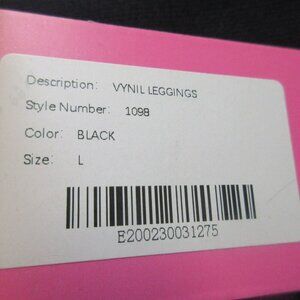 Description: VYNIL LEGGINGS
Style Number: 1098
Color: BLACK
Size: L
E200230031275